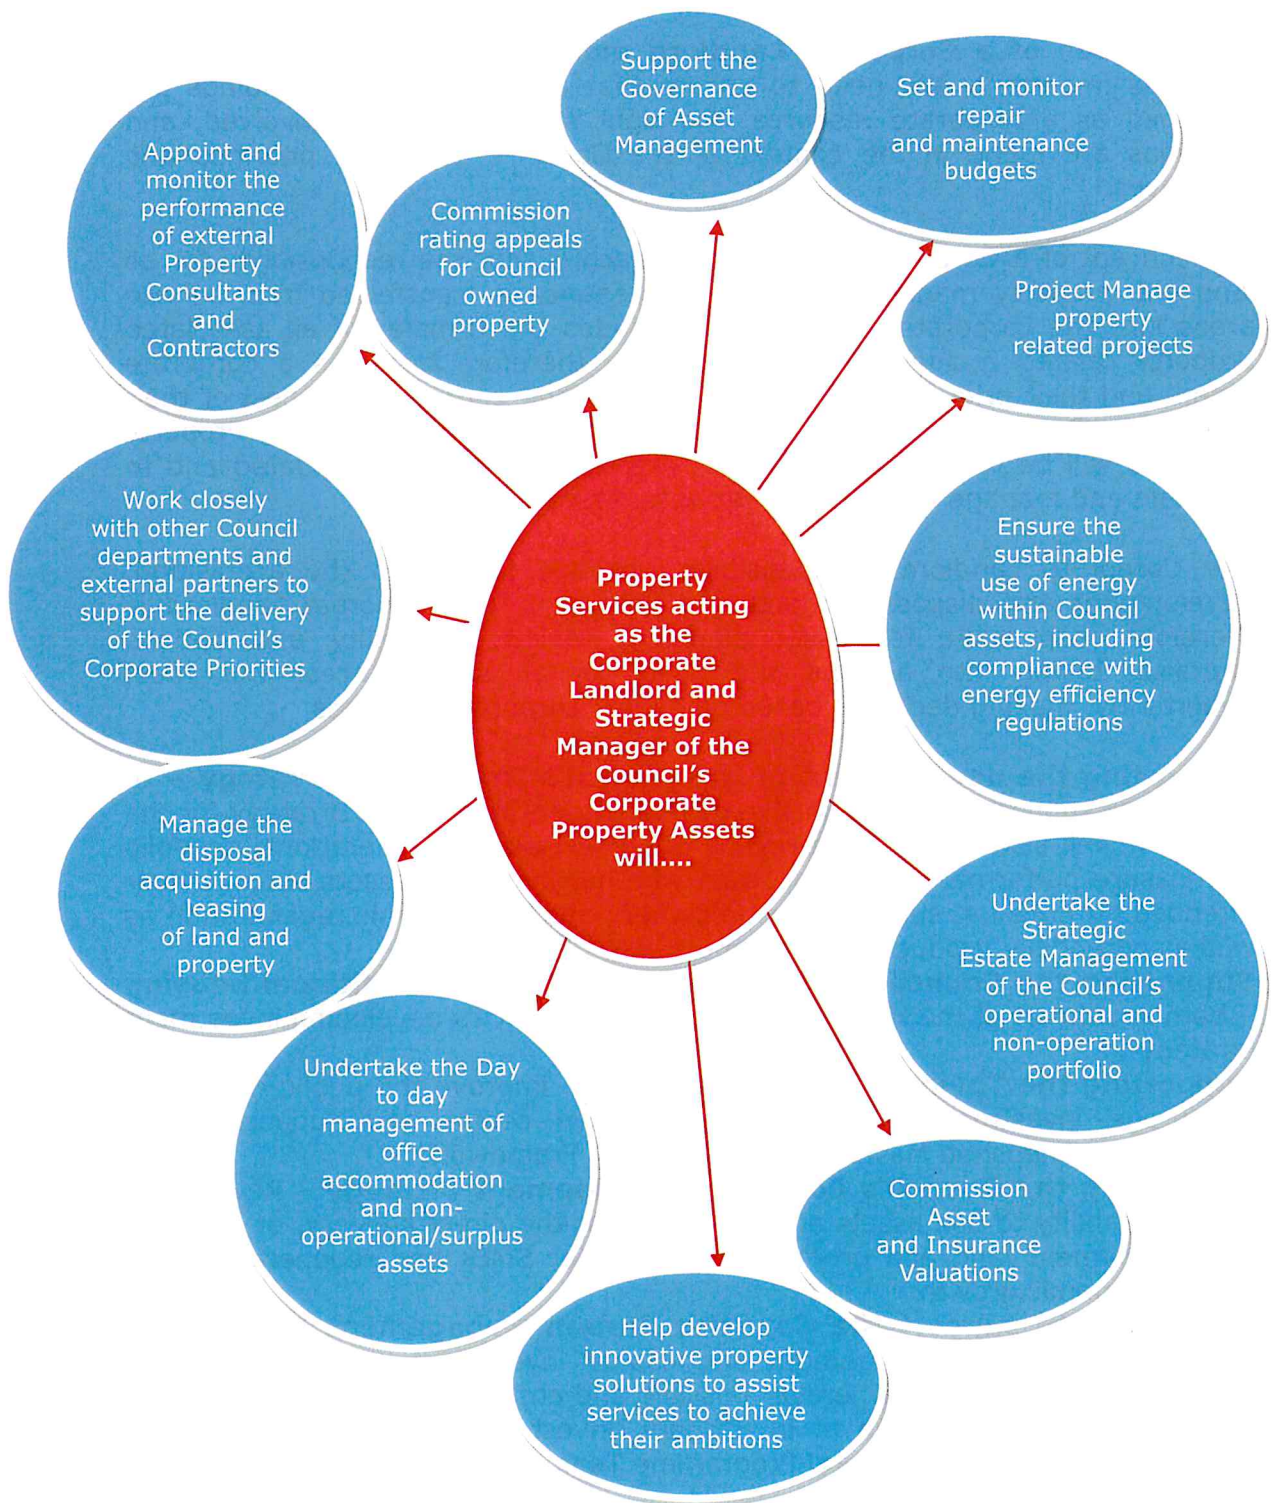 Support the
Governance
of Asset
Management
Set and monitor
repair
and maintenance
budgets
Appoint and
monitor the
performance
of external
Property
Consultants
and
Contractors
Commission
rating appeals
for Council
owned
property
Project Manage
property
related projects
Work closely
with other Council
departments and
external partners to
support the delivery
of the Council's
Corporate Priorities
Property
Services acting
as the
Corporate
Landlord and
Strategic
Manager of the
Council's
Corporate
Property Assets
will....
Ensure the
sustainable
use of energy
within Council
assets, including
compliance with
energy efficiency
regulations
Manage the
disposal
acquisition and
leasing
of land and
property
Undertake the
Strategic
Estate Management
of the Council's
operational and
non-operation
portfolio
Undertake the Day
to day
management of
office
accommodation
and non-
operational/surplus
assets
Commission
Asset
and Insurance
Valuations
Help develop
innovative property
solutions to assist
services to achieve
their ambitions